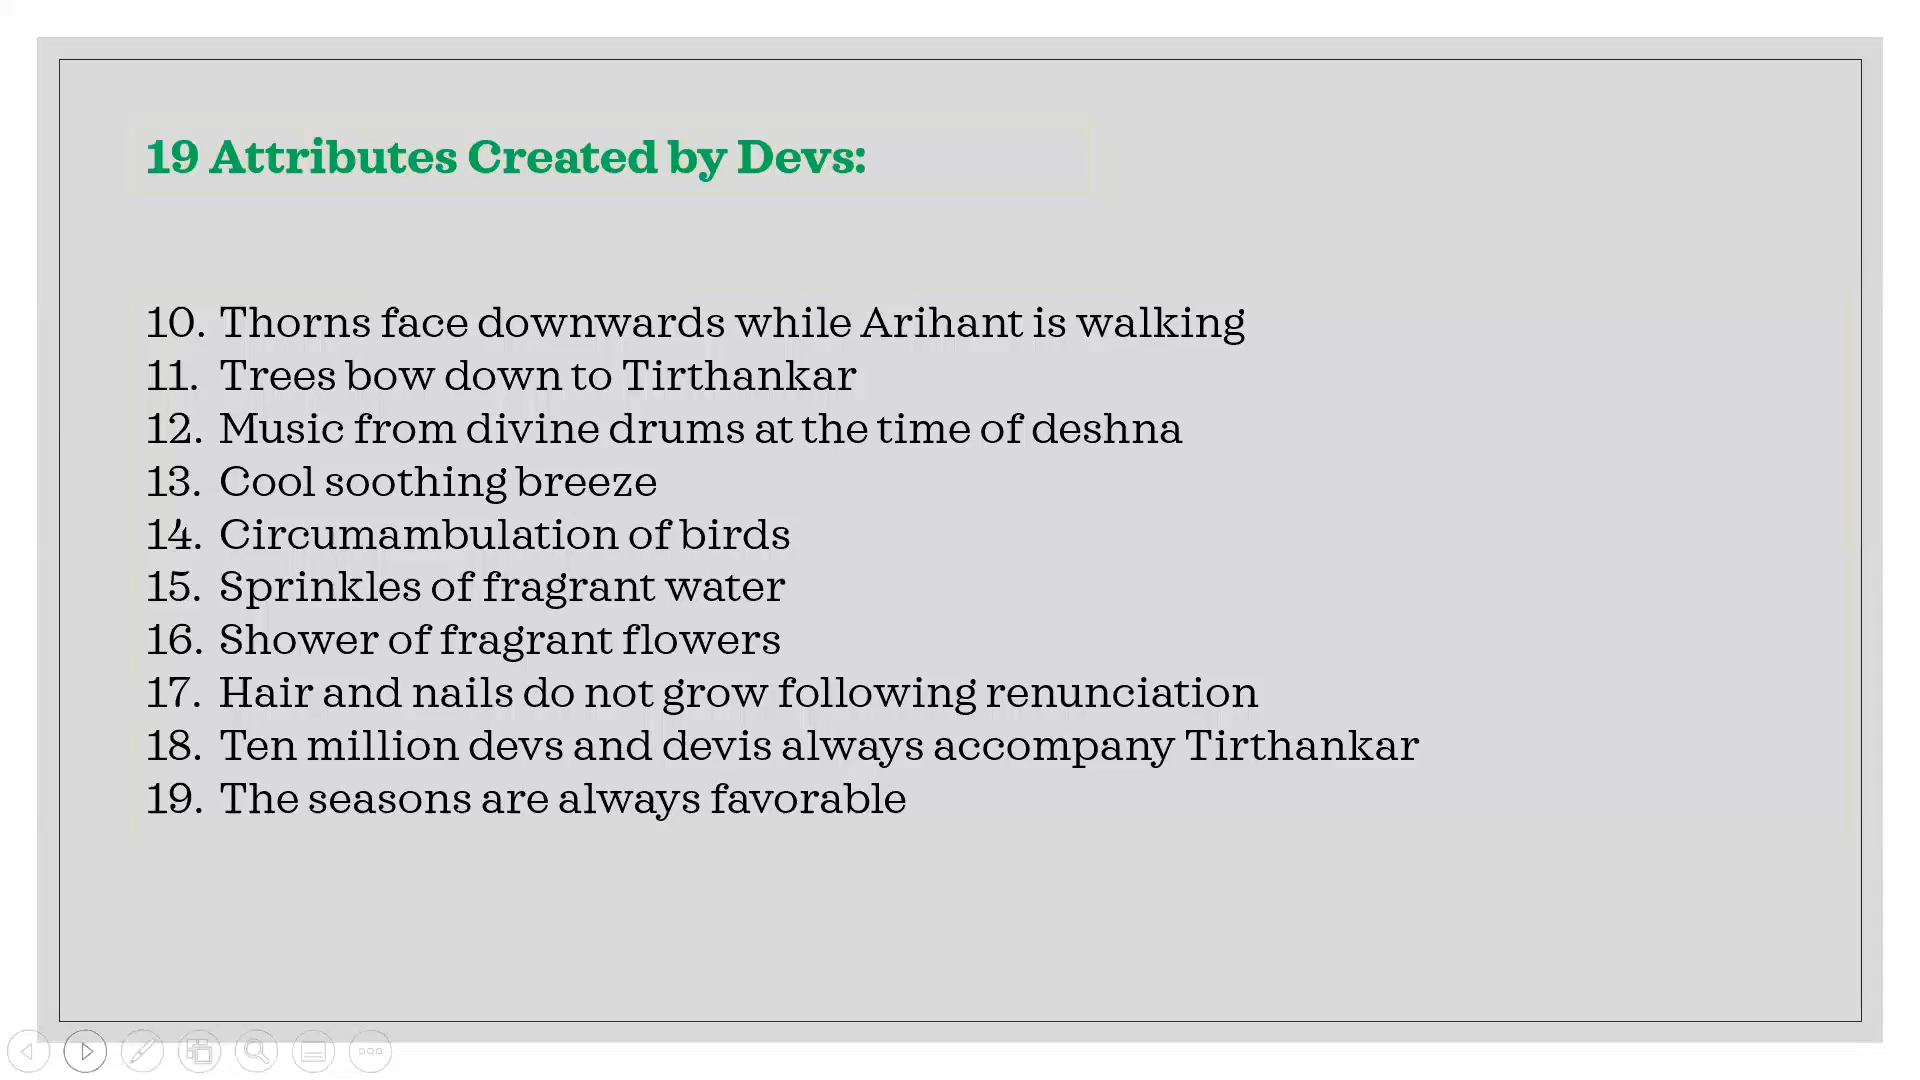 19 Attributes Created by Devs:
10. Thorns face downwards while Arihant is walking
11. Trees bow down to Tirthankar
12. Music from divine drums at the time of deshna
13. Cool soothing breeze
14. Circumambulation of birds
15. Sprinkles of fragrant water
16. Shower of fragrant flowers
17. Hair and nails do not grow following renunciation
18. Ten million devs and devis always accompany Tirthankar
19. The seasons are always favorable